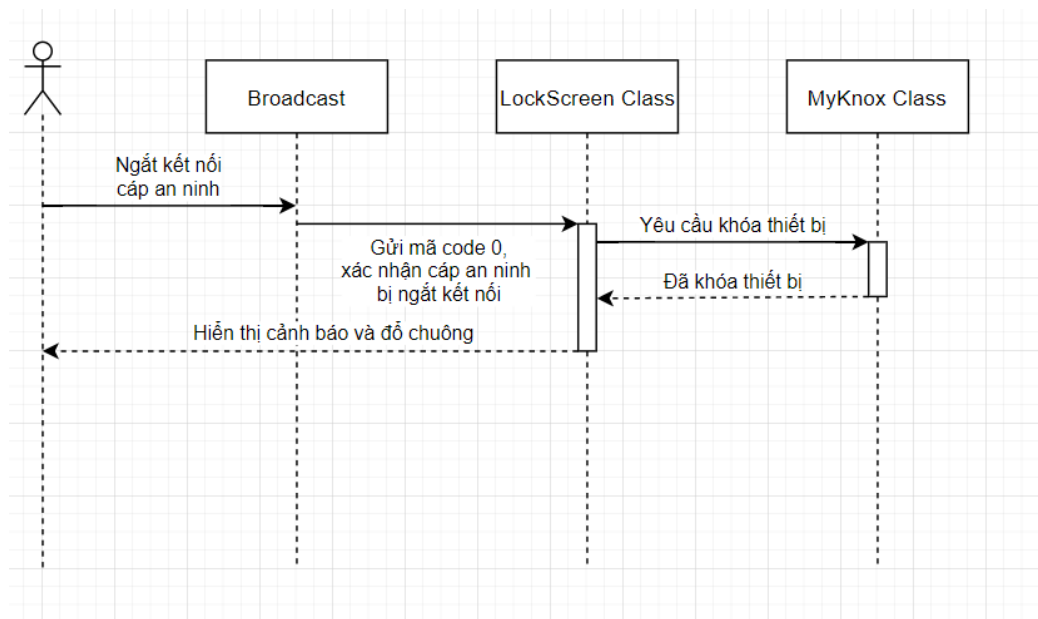 Broadcast
LockScreen Class
MyKnox Class
Ngắt kết nối
cáp an ninh
Gửi mã code 0,
xác nhận cáp an ninh
bị ngắt kết nối
Yêu cầu khóa thiết bị
Đã khóa thiết bị
Hiển thị cảnh báo và đổ chuông